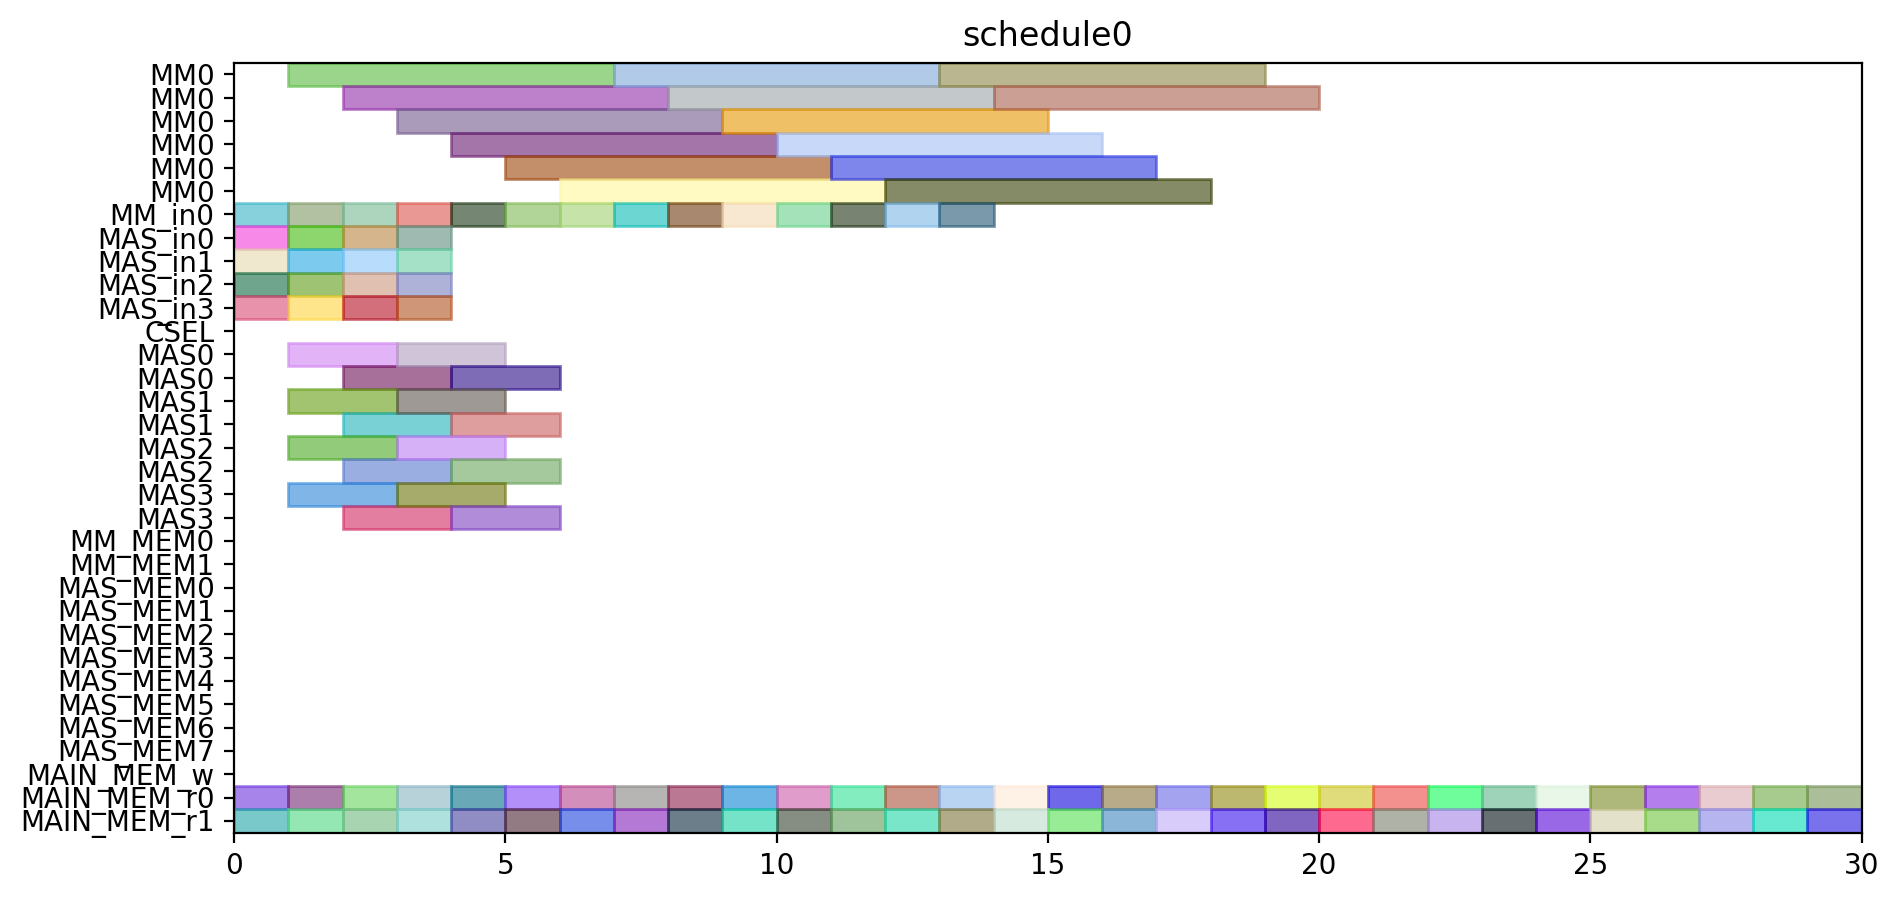 schedule0
MM0
MM0
MM0
MM0
MM0
MM0
MM_in0
MAS_in0
MAS_in1
MAS_in2
MAS_in3
CSEL
MAS0
MAS0
MAS1
MAS1
MAS2
MAS2
MAS3
MAS3
MM_MEM0
MM_MEM1
MAS_MEM0
MAS_MEM1
MAS_MEM2
MAS_MEM3
MAS_MEM4
MAS_MEM5
MAS_MEM6
MAS_MEM7
MAIN_MEM_w
MAIN_MEM_r0
MAIN_MEM_r1
0 5 10 15 20 25 30